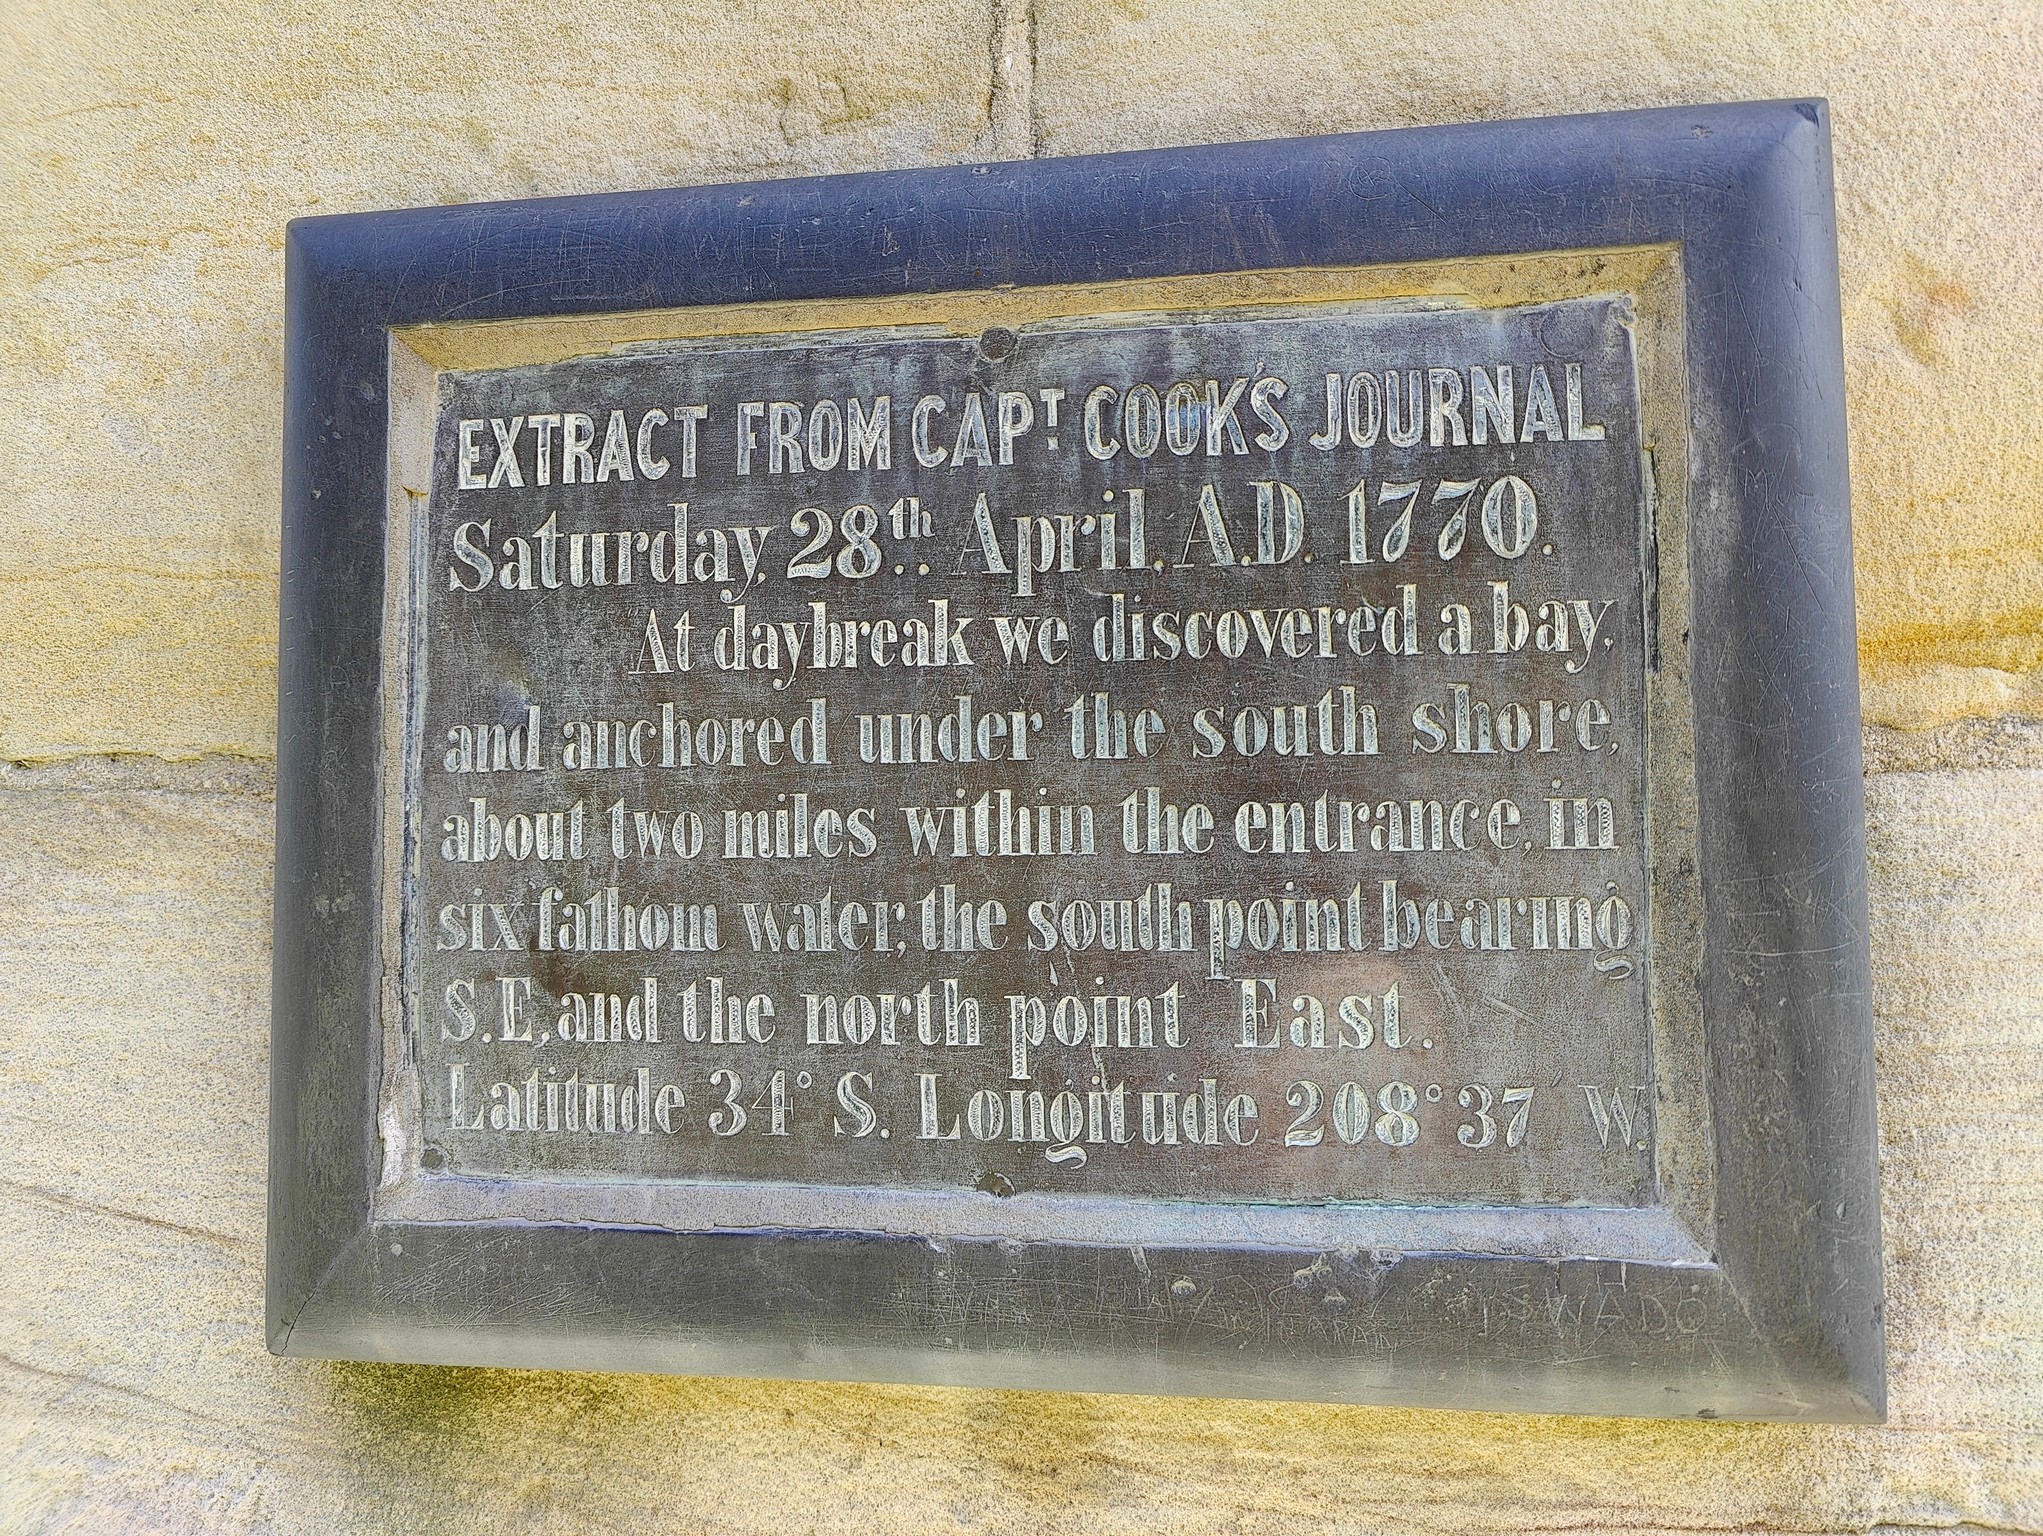 EXTRACT FROM CAPT. COOK'S JOURNAL
Saturday, 28th. April, A.D. 1770.
"At daybreak we discovered a bay,
and anchored under the south shore,
about two miles within the entrance, in
six fathom water, the south point bearing
S.E., and the north point East.
Latitude 34° S. Longitude 208° 37' W.